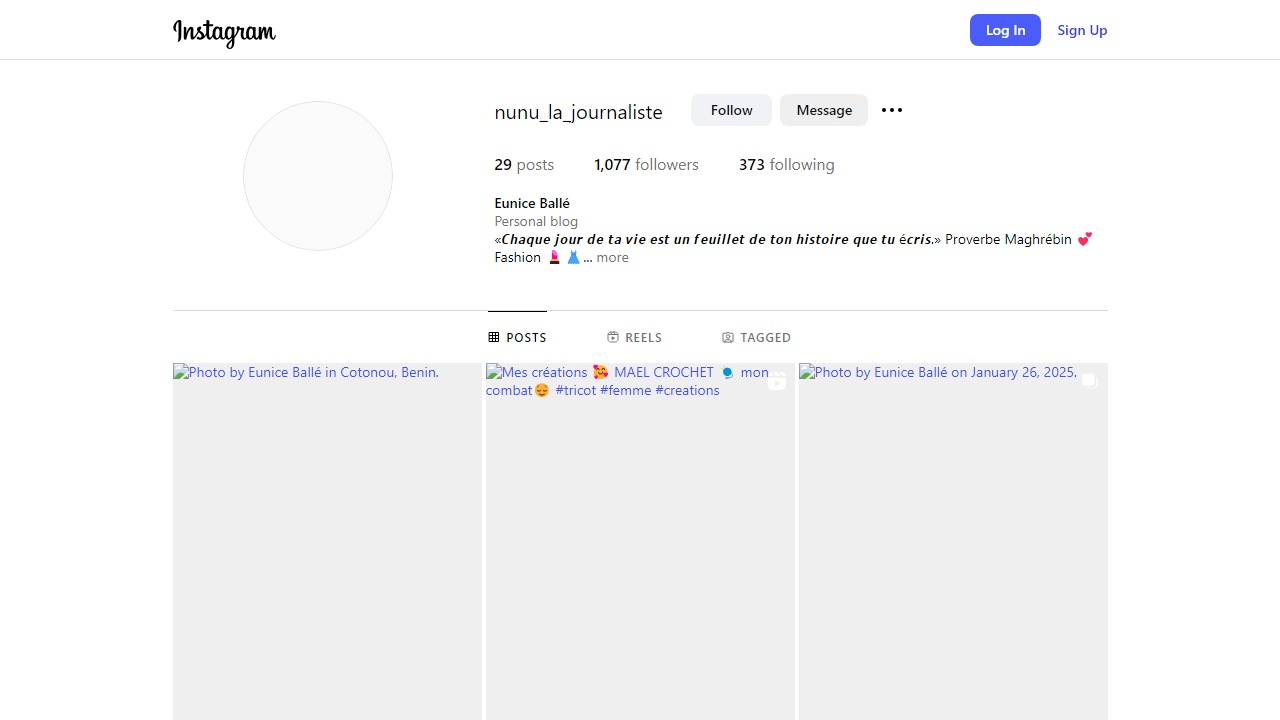 Instagram
Log In
Sign Up
nunu_la_journaliste
Follow
Message
29 posts
1,077 followers
373 following
Eunice Ballé
Personal blog
«𝑪𝒉𝒂𝒒𝒖𝒆 𝒋𝒐𝒖𝒓 𝒅𝒆 𝒕𝒂 𝒗𝒊𝒆 𝒆𝒔𝒕 𝒖𝒏 𝒇𝒆𝒖𝒊𝒍𝒍𝒆𝒕 𝒅𝒆 𝒕𝒐𝒏 𝒉𝒊𝒔𝒕𝒐𝒊𝒓𝒆 𝒒𝒖𝒆 𝒕𝒖 é𝒄𝒓𝒊𝒔.» Proverbe Maghrébin 💕
Fashion 💄👗... more
POSTS
REELS
TAGGED
Photo by Eunice Ballé in Cotonou, Benin.
Mes créations 🥰 MAEL CROCHET 🧶 mon
combat😌 #tricot #femme #creations
Photo by Eunice Ballé on January 26, 2025.